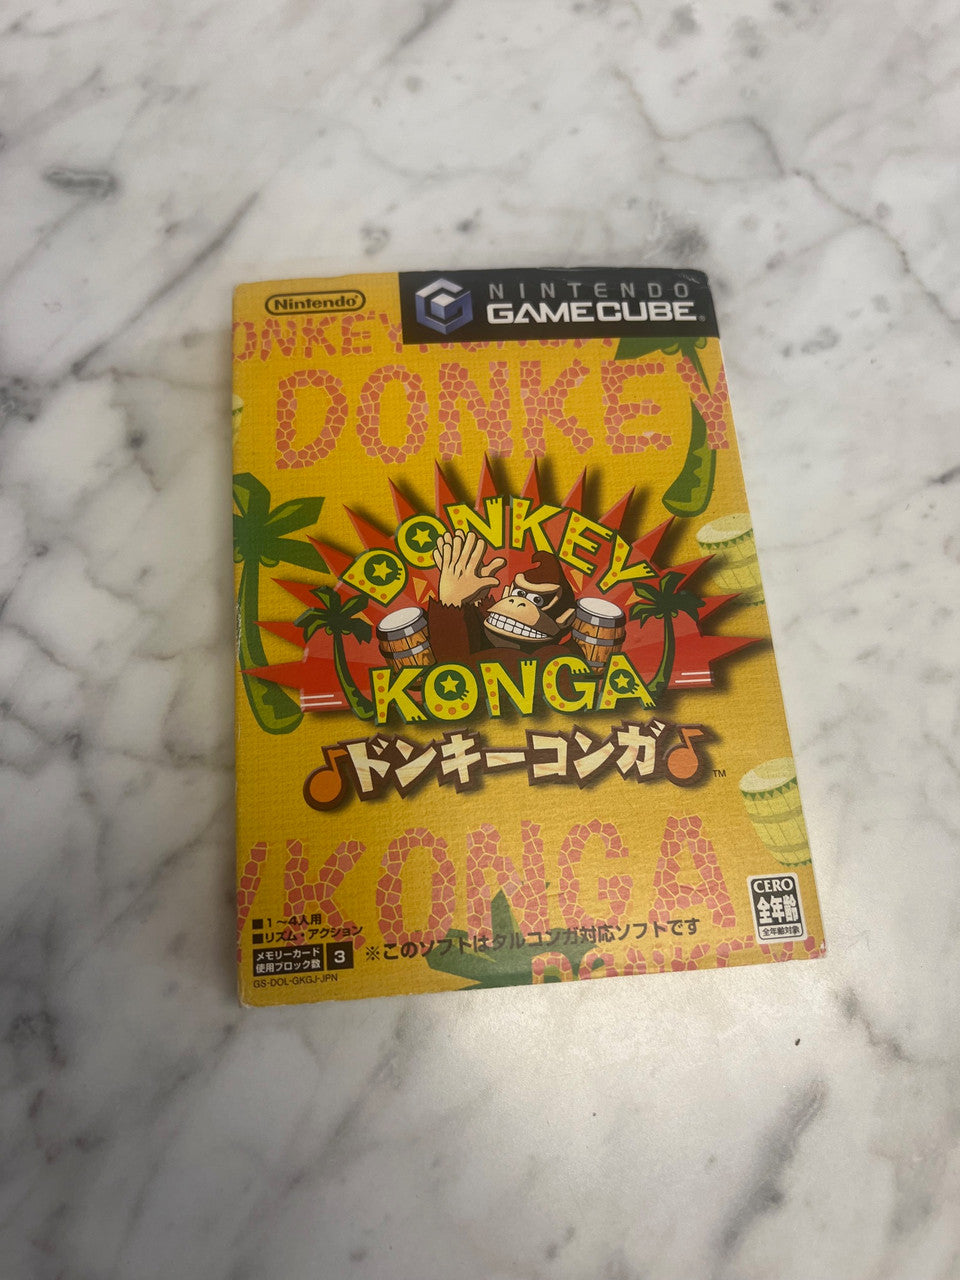 Nintendo
NINTENDO
GAMECUBE
DONKEY KONGA
DONKEY
DONKEY
KONGA
ドンキーコンガ
TM
KONGA
■1〜4人用
■リズム・アクション
メモリーカード
使用ブロック数
3
※このソフトはタルコンガ対応ソフトです
DONKEY
CERO
全年齢
全年齢対象
GS-DOL-GKGJ-JPN